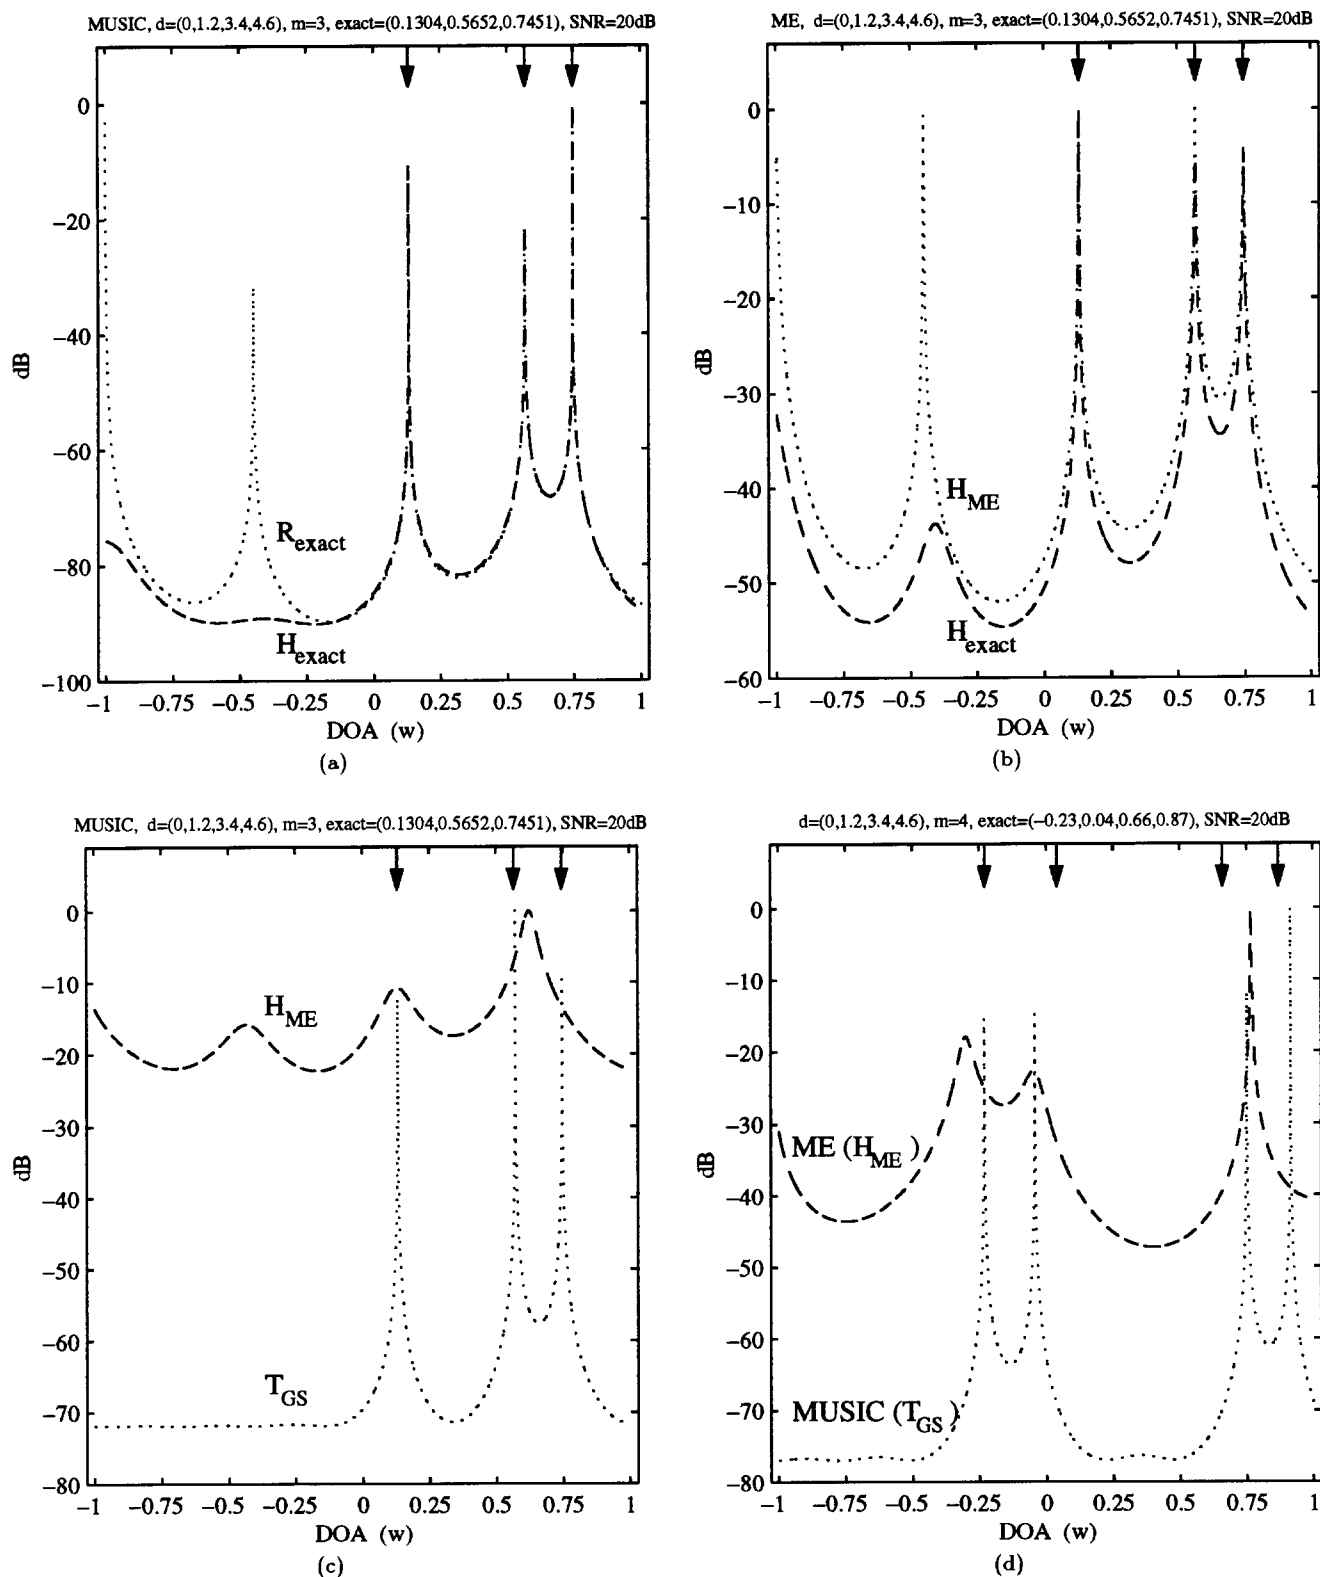 MUSIC, d=(0,1.2,3.4,4.6), m=3, exact=(0.1304,0.5652,0.7451), SNR=20dB
0
−20
−40
−60
−80
−100
dB
R_exact
H_exact
−1 −0.75 −0.5 −0.25 0 0.25 0.5 0.75 1
DOA (w)
(a)
ME, d=(0,1.2,3.4,4.6), m=3, exact=(0.1304,0.5652,0.7451), SNR=20dB
0
−10
−20
−30
−40
−50
−60
dB
H_ME
H_exact
−1 −0.75 −0.5 −0.25 0 0.25 0.5 0.75 1
DOA (w)
(b)
MUSIC, d=(0,1.2,3.4,4.6), m=3, exact=(0.1304,0.5652,0.7451), SNR=20dB
0
−10
−20
−30
−40
−50
−60
−70
−80
dB
H_ME
T_GS
−1 −0.75 −0.5 −0.25 0 0.25 0.5 0.75 1
DOA (w)
(c)
d=(0,1.2,3.4,4.6), m=4, exact=(−0.23,0.04,0.66,0.87), SNR=20dB
0
−10
−20
−30
−40
−50
−60
−70
−80
dB
ME (H_ME)
MUSIC (T_GS)
−1 −0.75 −0.5 −0.25 0 0.25 0.5 0.75 1
DOA (w)
(d)